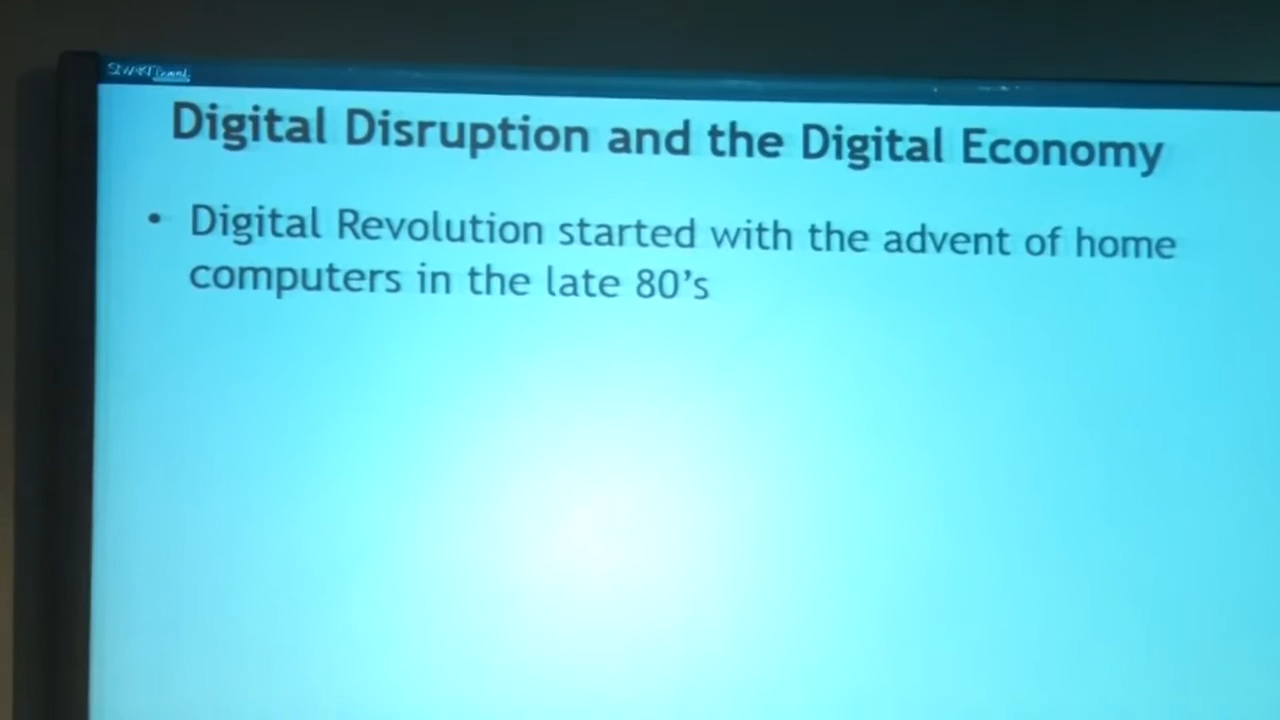 Digital Disruption and the Digital Economy
• Digital Revolution started with the advent of home
computers in the late 80’s